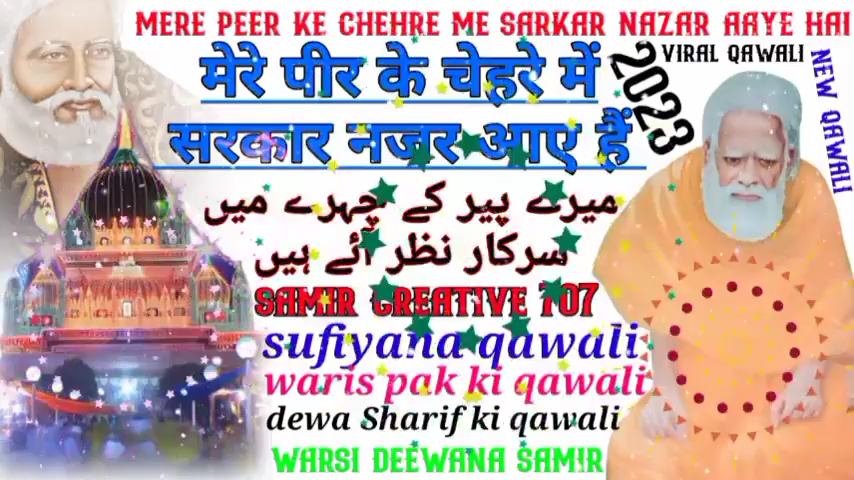 MERE PEER KE CHEHRE ME SARKAR NAZAR AAYE HAI
VIRAL QAWALI
2023
NEW QAWALI
मेरे पीर के चेहरे में
सरकार नजर आए हैं
میرے پیر کے چہرے میں
سرکار نظر آئے ہیں
SAMIR CREATIVE 707
sufiyana qawali
waris pak ki qawali
dewa Sharif ki qawali
WARSI DEEWANA SAMIR